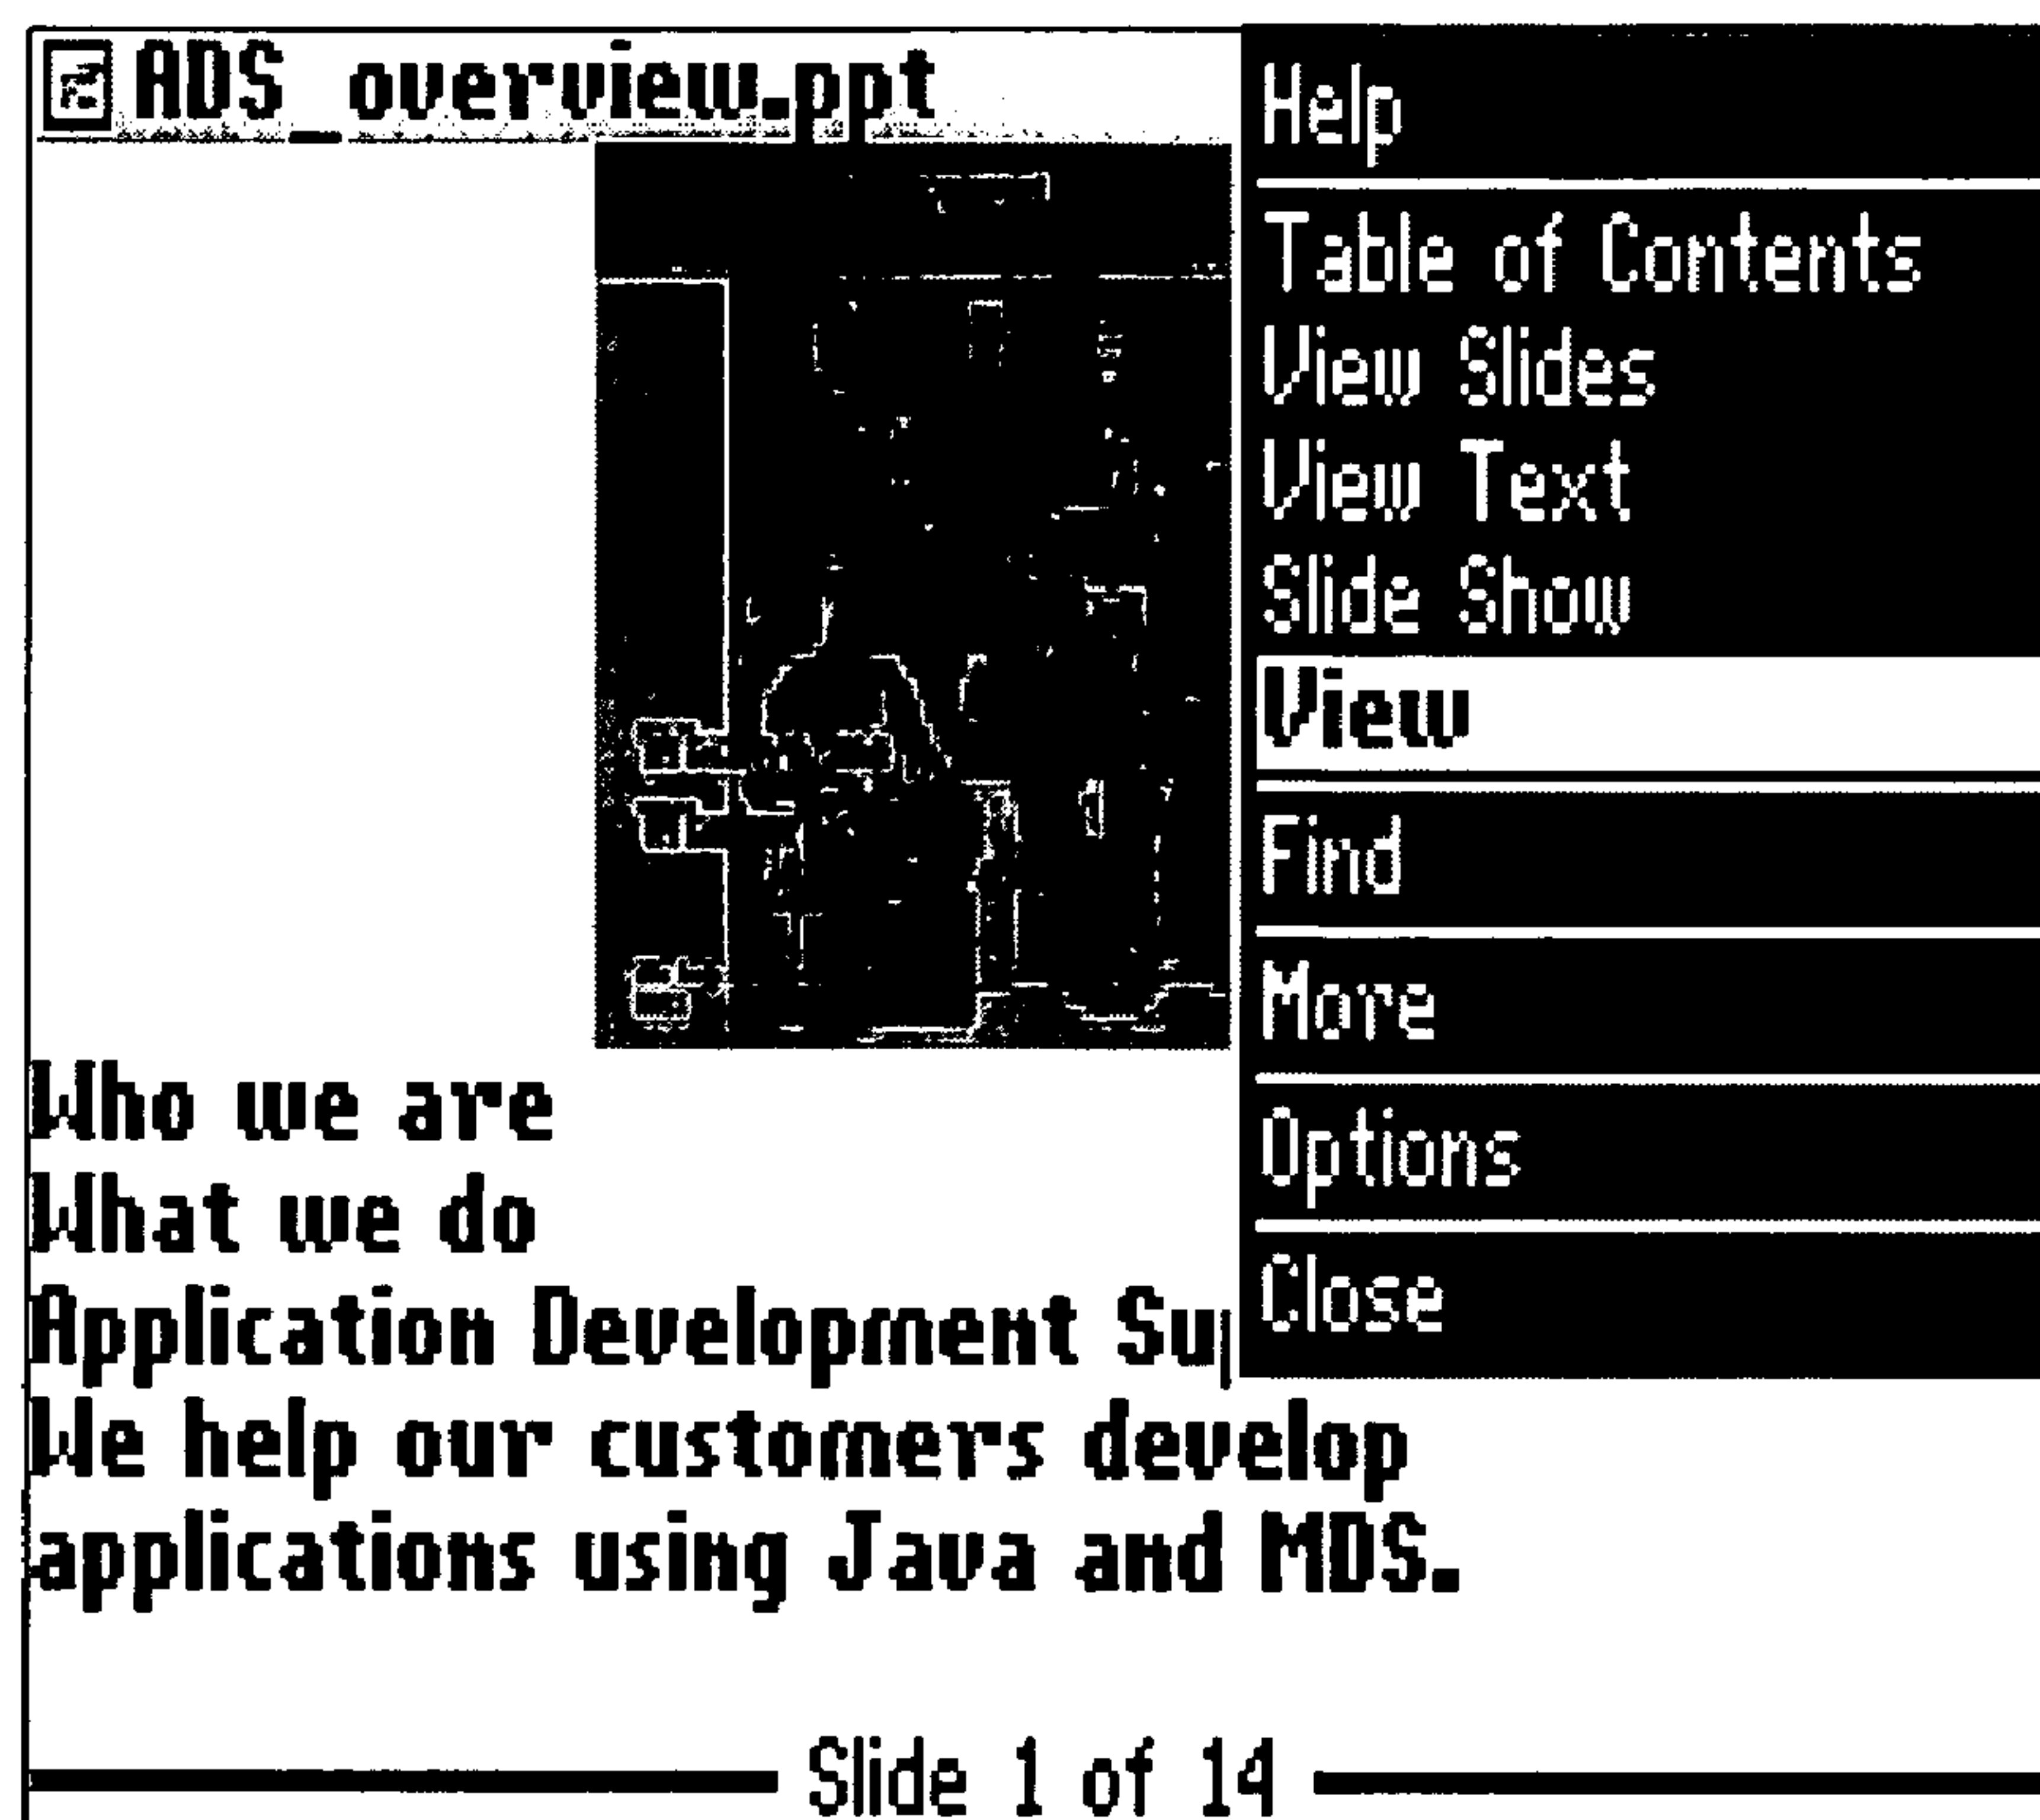 ADS_overview.ppt
Help
Table of Contents
View Slides
View Text
Slide Show
View
Find
More
Options
Close
Who we are
What we do
Application Development Sup
We help our customers develop
applications using Java and MDS.
Slide 1 of 14